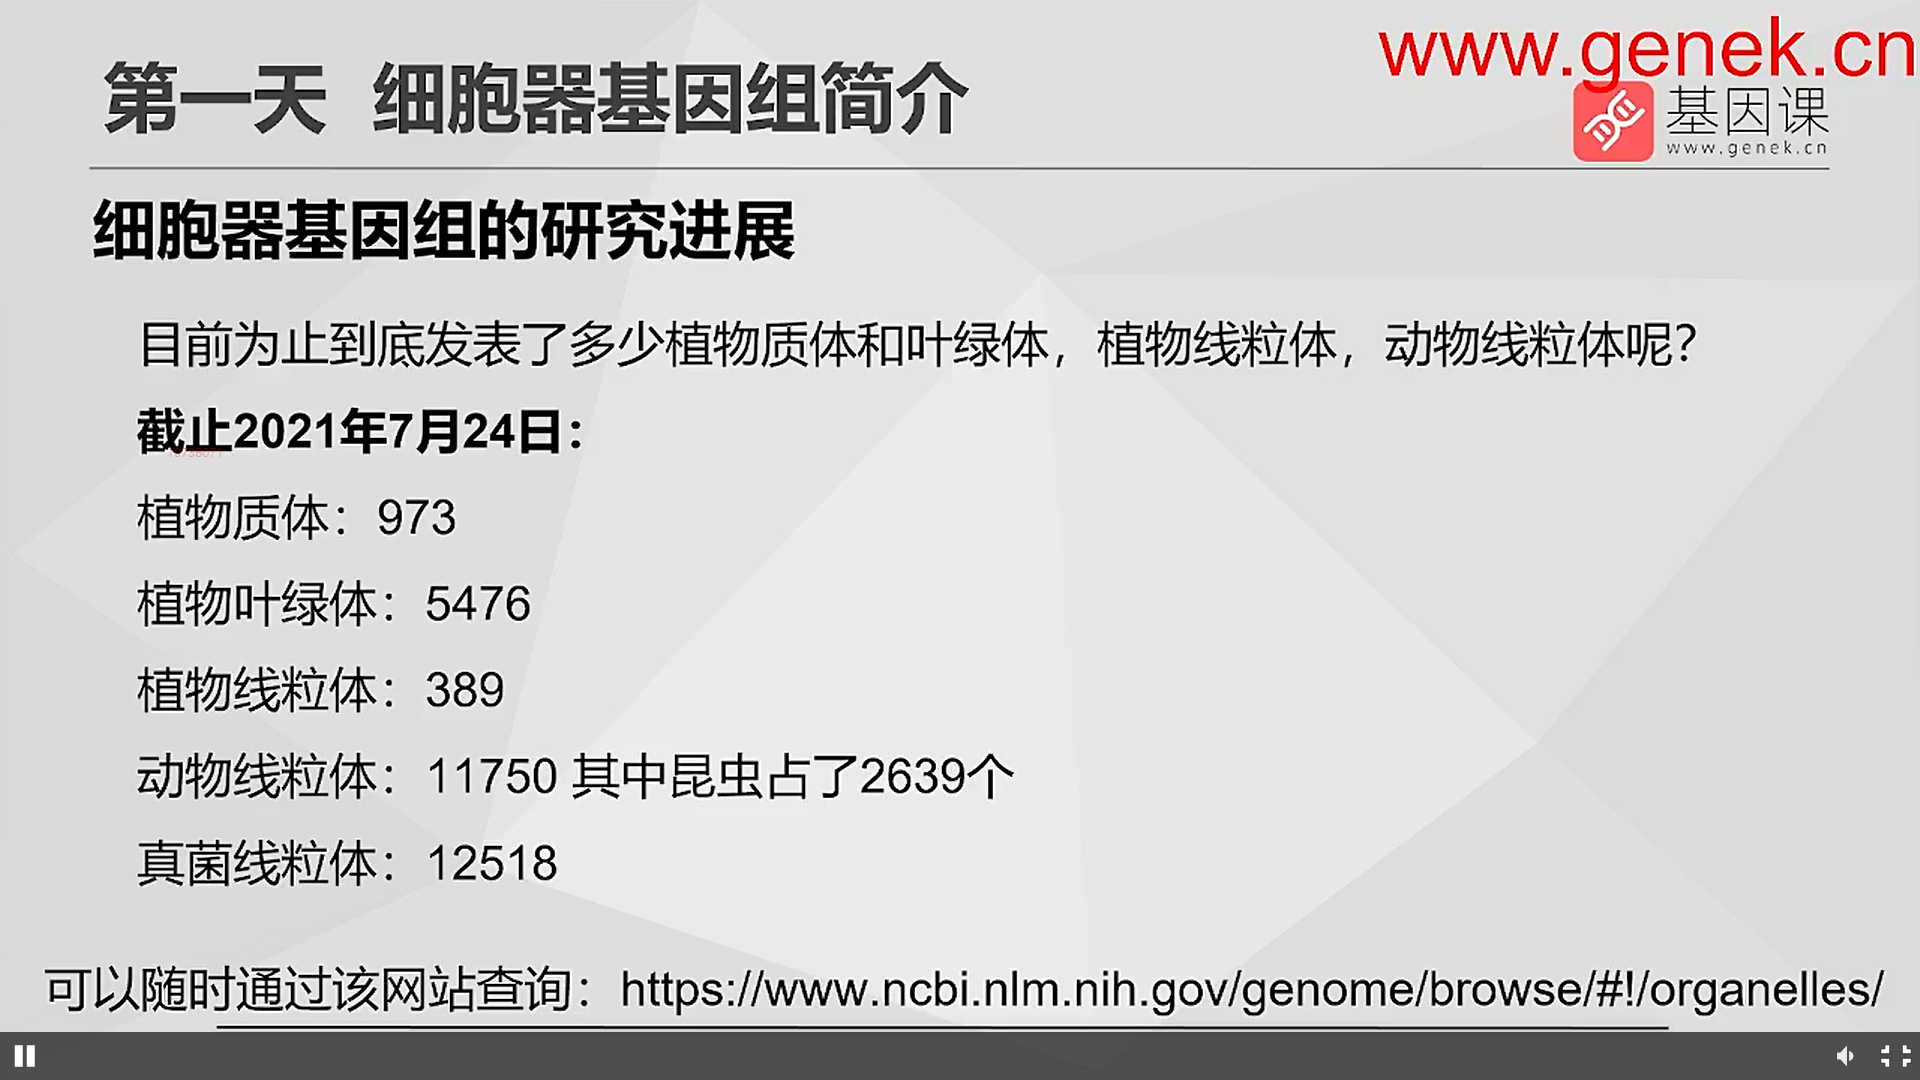 www.genek.cn
第一天 细胞器基因组简介
基因课
www.genek.cn
细胞器基因组的研究进展
目前为止到底发表了多少植物质体和叶绿体，植物线粒体，动物线粒体呢？
截止2021年7月24日：
植物质体：973
植物叶绿体：5476
植物线粒体：389
动物线粒体：11750 其中昆虫占了2639个
真菌线粒体：12518
可以随时通过该网站查询：https://www.ncbi.nlm.nih.gov/genome/browse/#!/organelles/